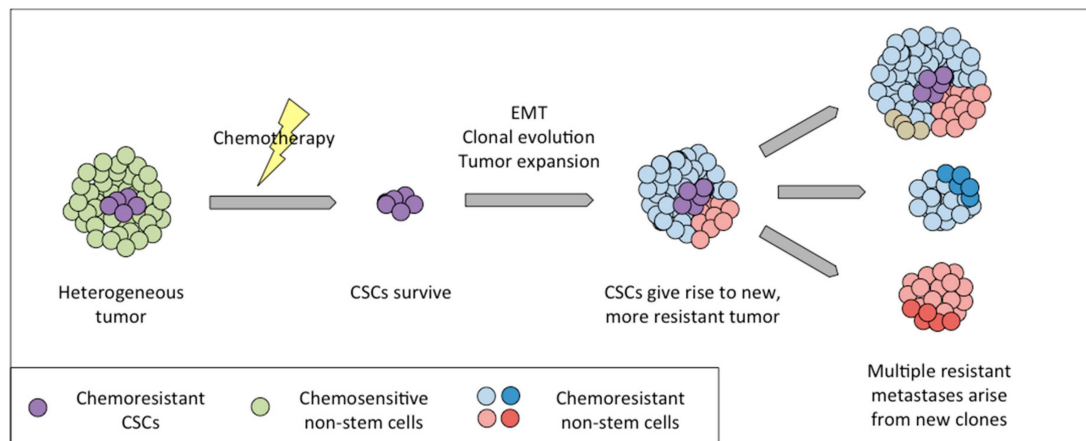 Chemotherapy
EMT
Clonal evolution
Tumor expansion
Heterogeneous
tumor
CSCs survive
CSCs give rise to new,
more resistant tumor
Multiple resistant
metastases arise
from new clones
Chemoresistant
CSCs
Chemosensitive
non-stem cells
Chemoresistant
non-stem cells